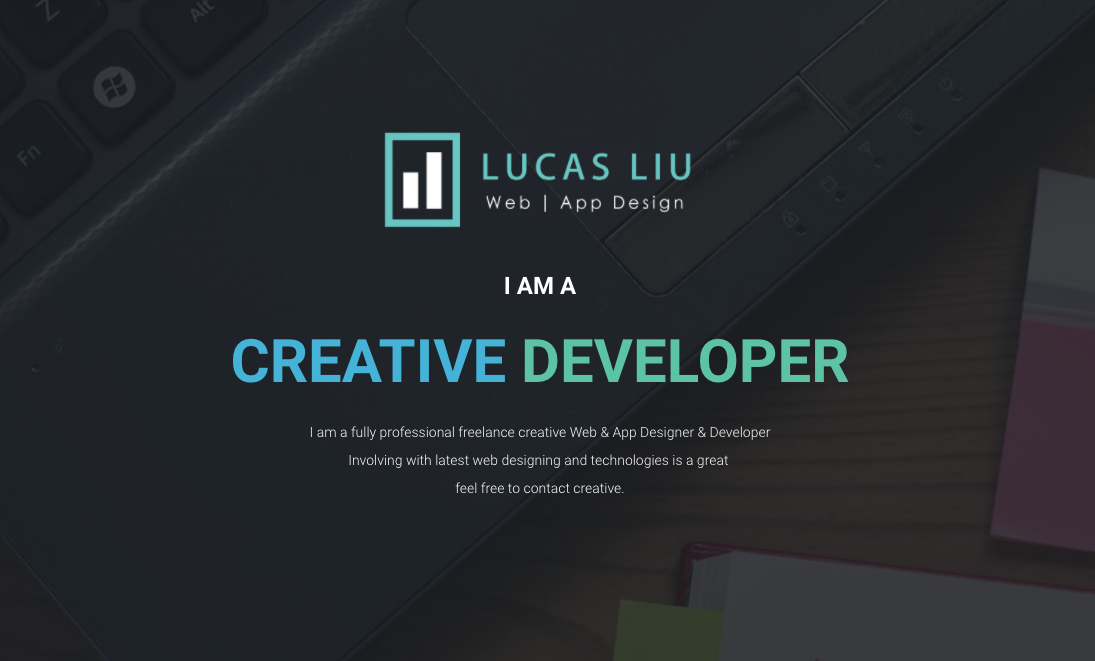 Z
Alt
Fn
LUCAS LIU
Web | App Design
I AM A
CREATIVE DEVELOPER
I am a fully professional freelance creative Web & App Designer & Developer
Involving with latest web designing and technologies is a great
feel free to contact creative.